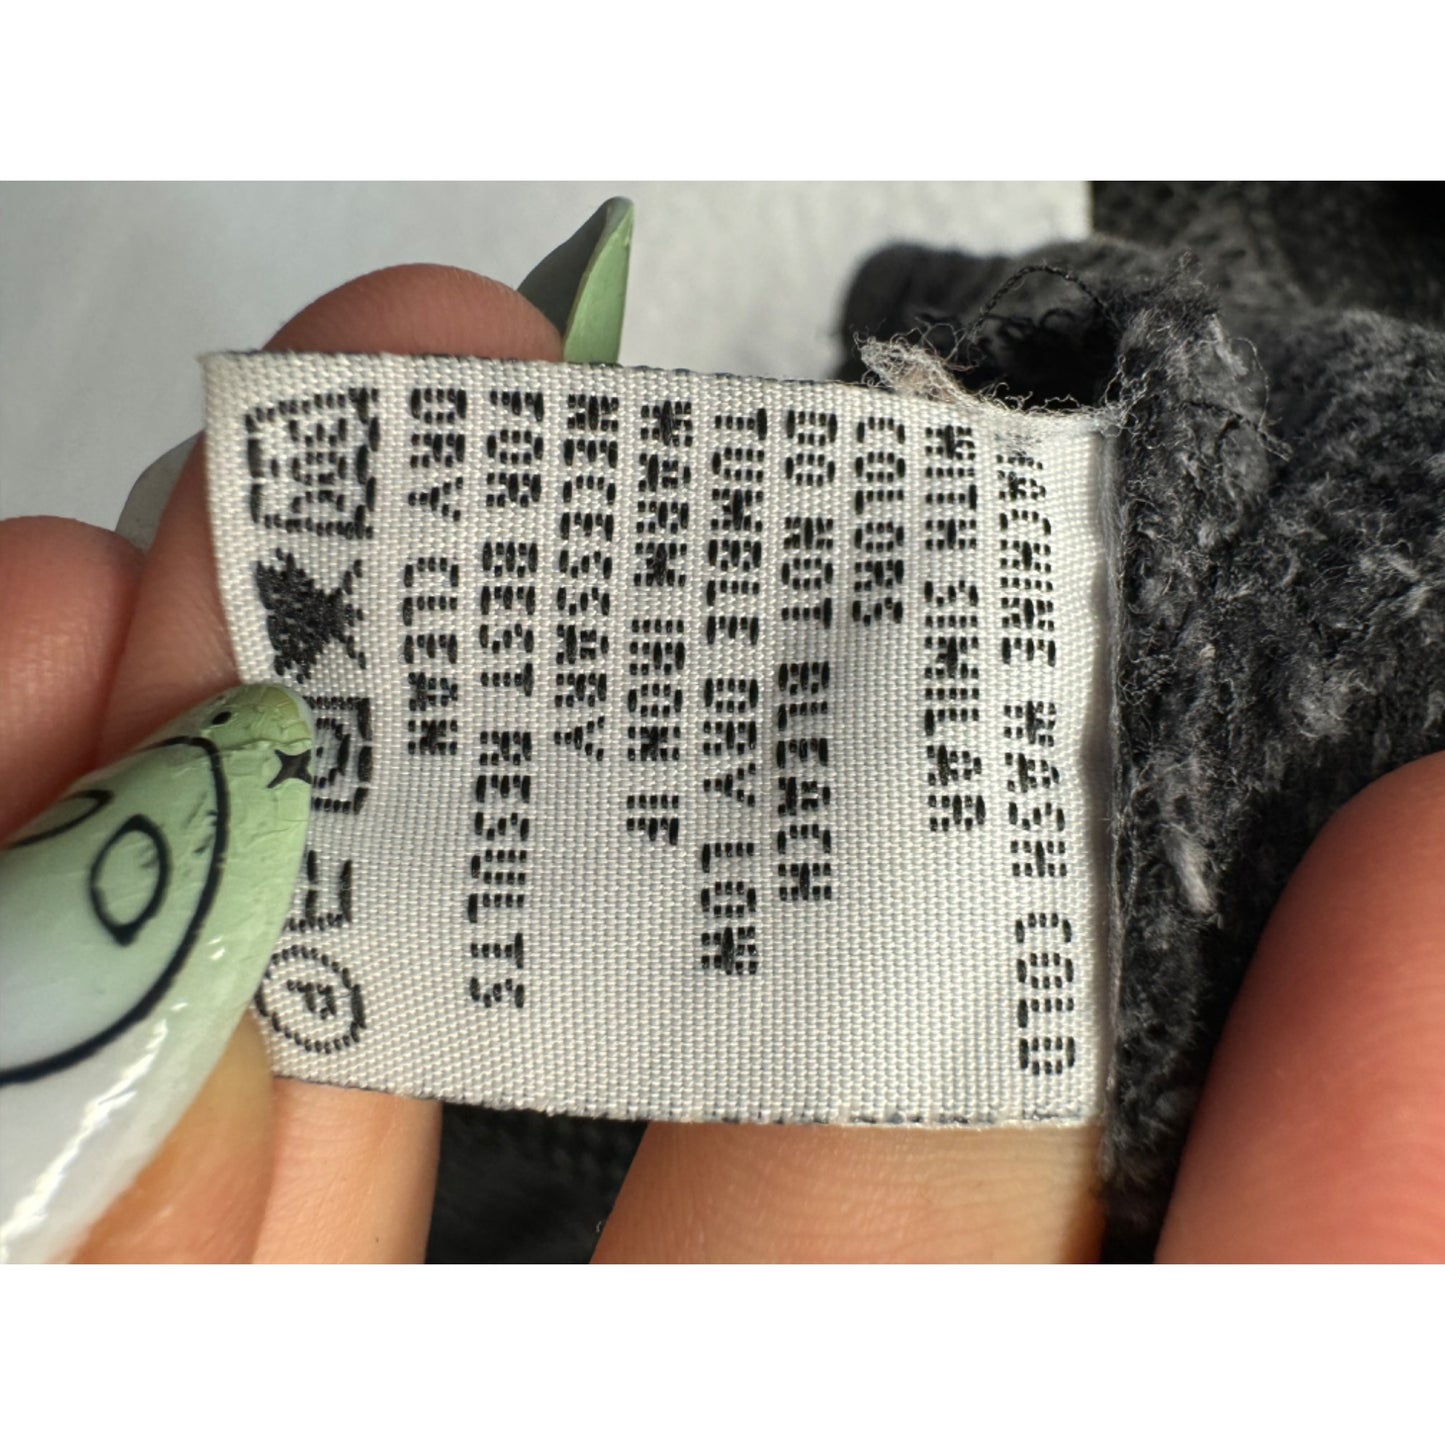 MACHINE WASH COLD
WITH SIMILAR
COLORS
DO NOT BLEACH
TUMBLE DRY LOW
WARM IRON IF
NECESSARY
FOR BEST RESULTS
DRY CLEAN
F